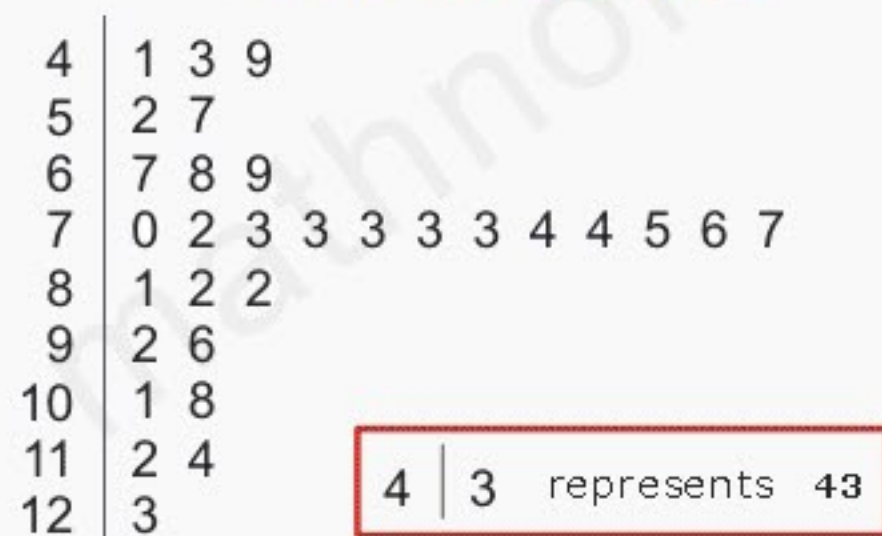 4 | 1 3 9
5 | 2 7
6 | 7 8 9
7 | 0 2 3 3 3 3 3 4 4 5 6 7
8 | 1 2 2
9 | 2 6
10 | 1 8
11 | 2 4
12 | 3
4 | 3 represents 43